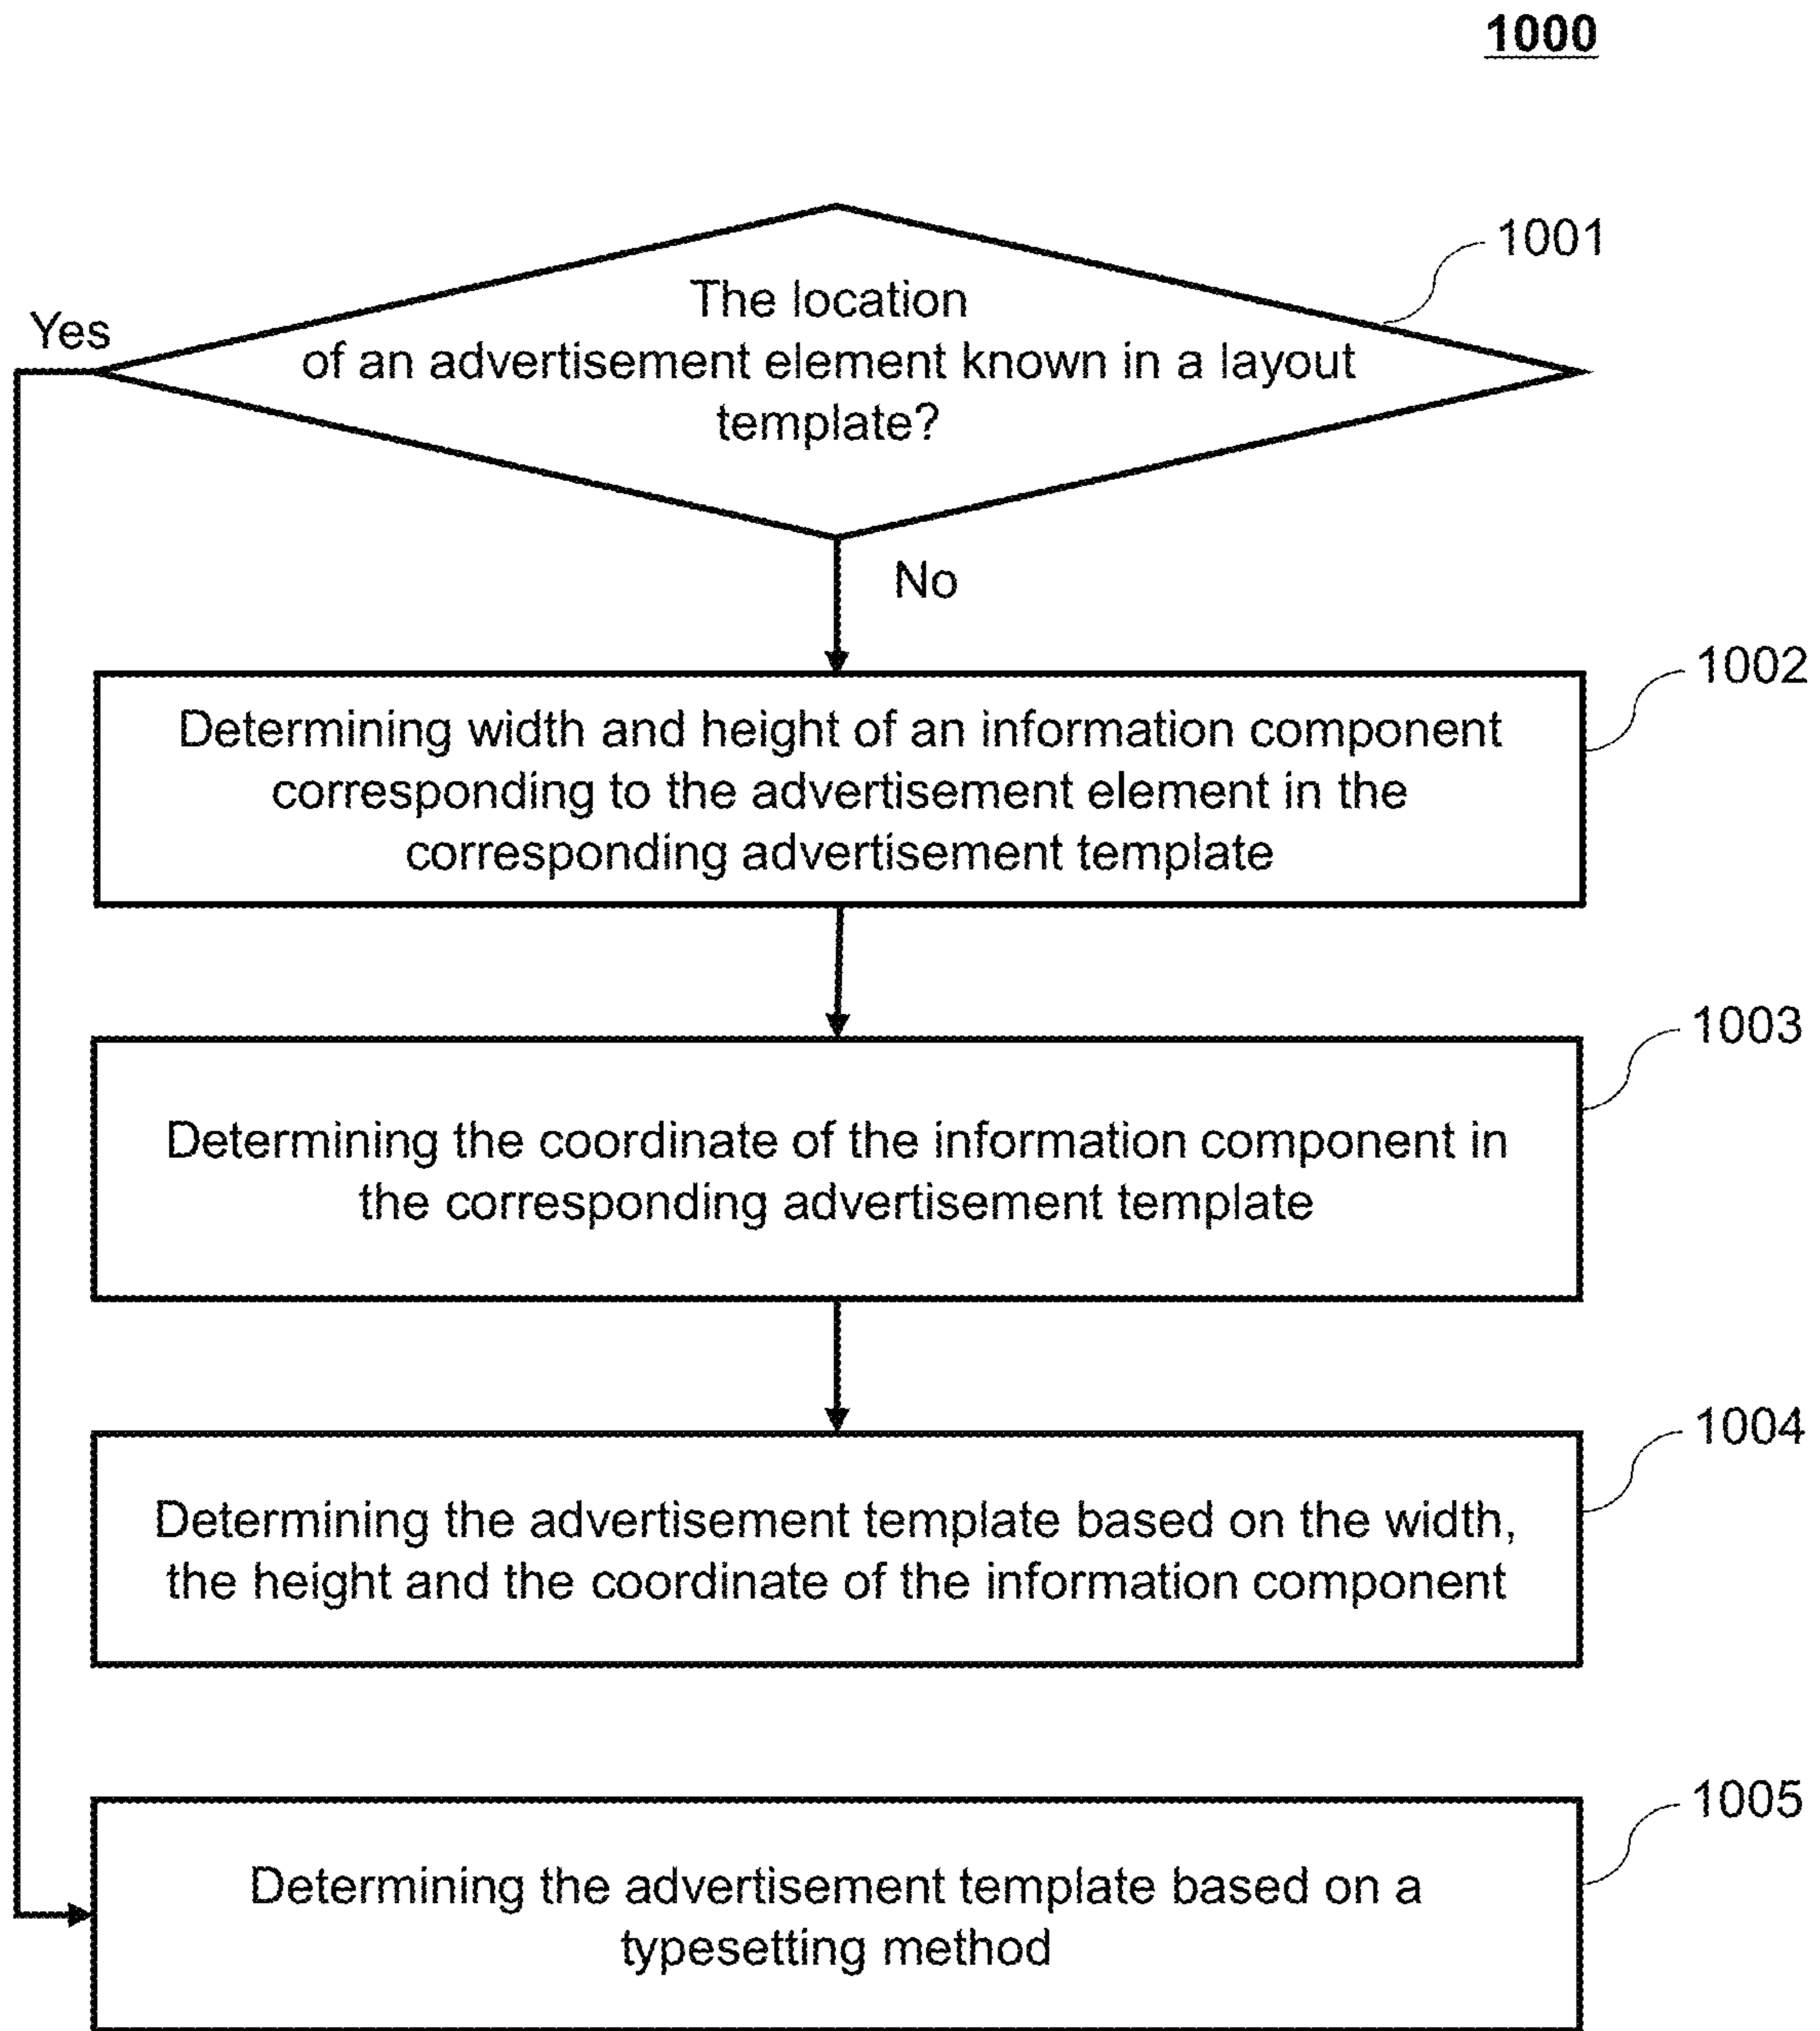 1000
1001
The location
of an advertisement element known in a layout
template?
Yes
No
1002
Determining width and height of an information component
corresponding to the advertisement element in the
corresponding advertisement template
1003
Determining the coordinate of the information component in
the corresponding advertisement template
1004
Determining the advertisement template based on the width,
the height and the coordinate of the information component
1005
Determining the advertisement template based on a
typesetting method